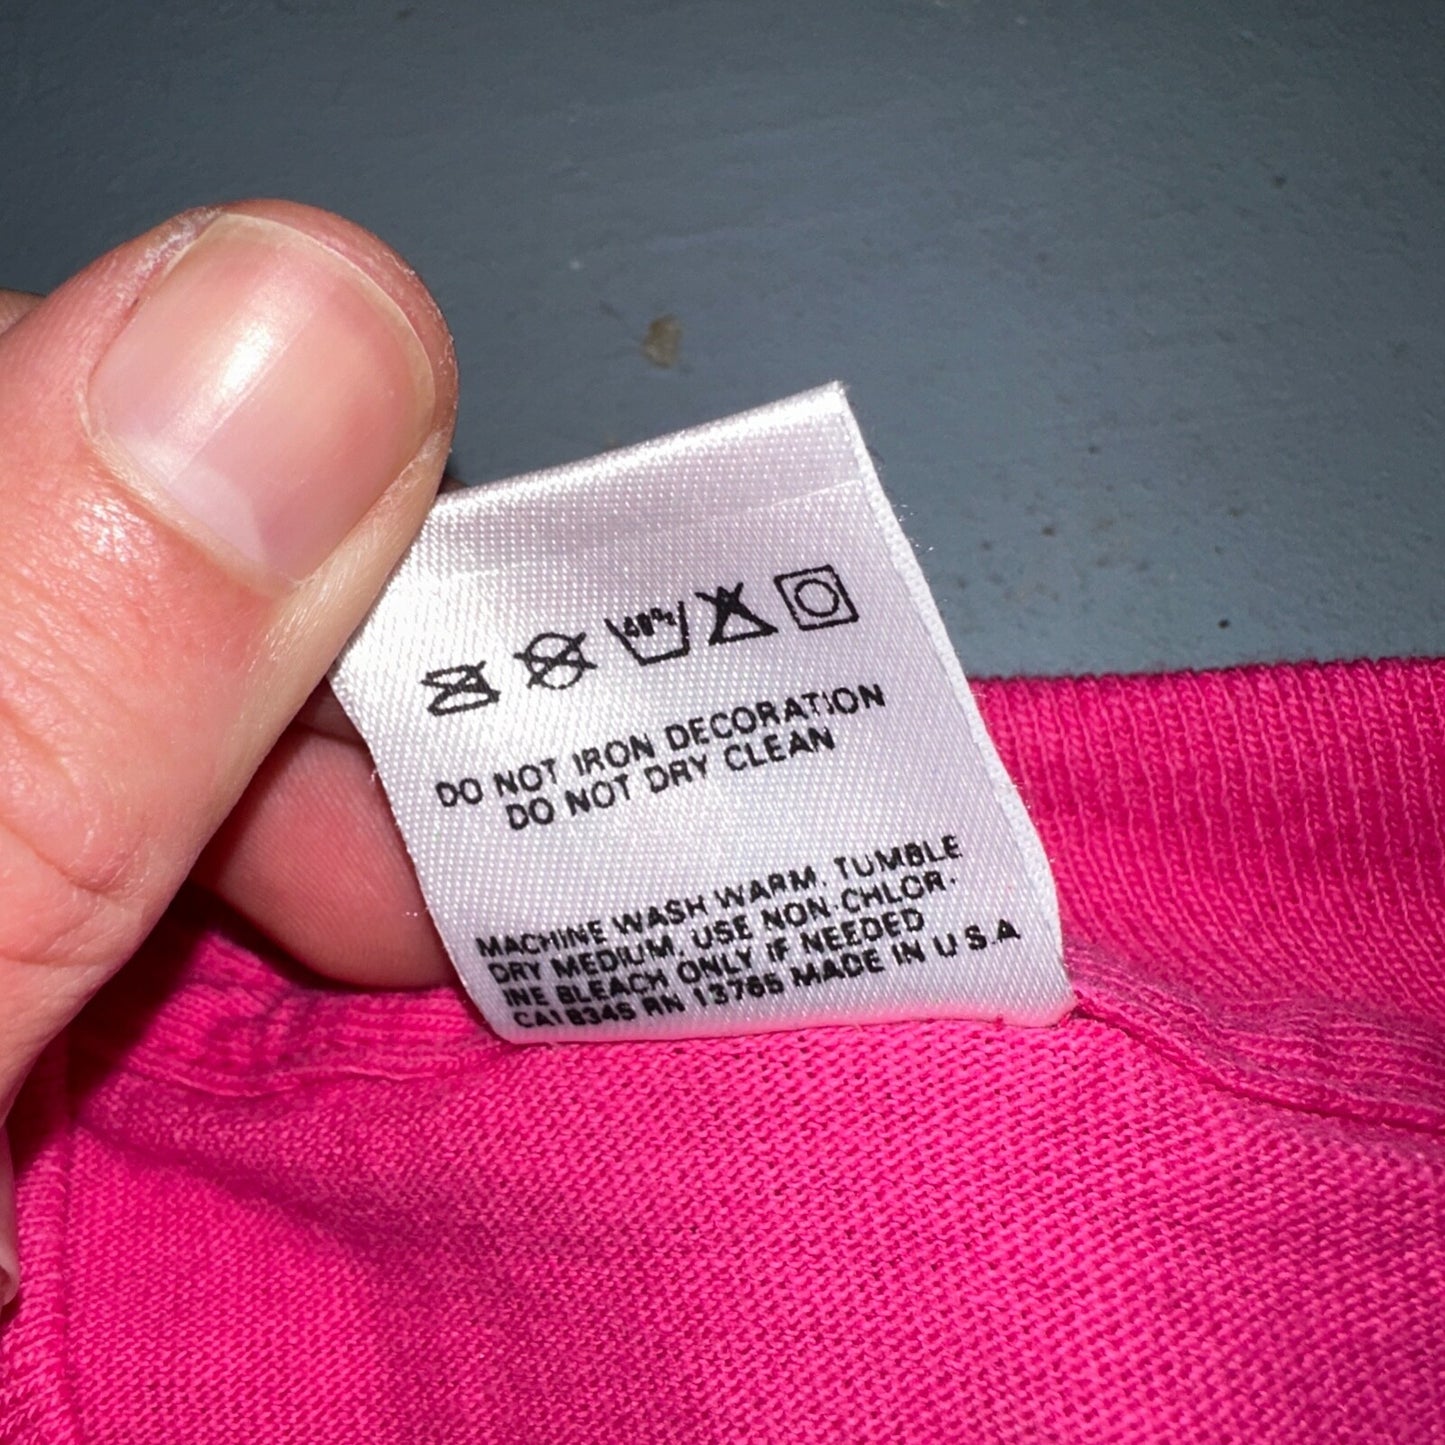 40°
DO NOT IRON DECORATION
DO NOT DRY CLEAN
MACHINE WASH WARM. TUMBLE
DRY MEDIUM. USE NON-CHLOR-
INE BLEACH ONLY IF NEEDED
CA18345 RN 13765 MADE IN U.S.A